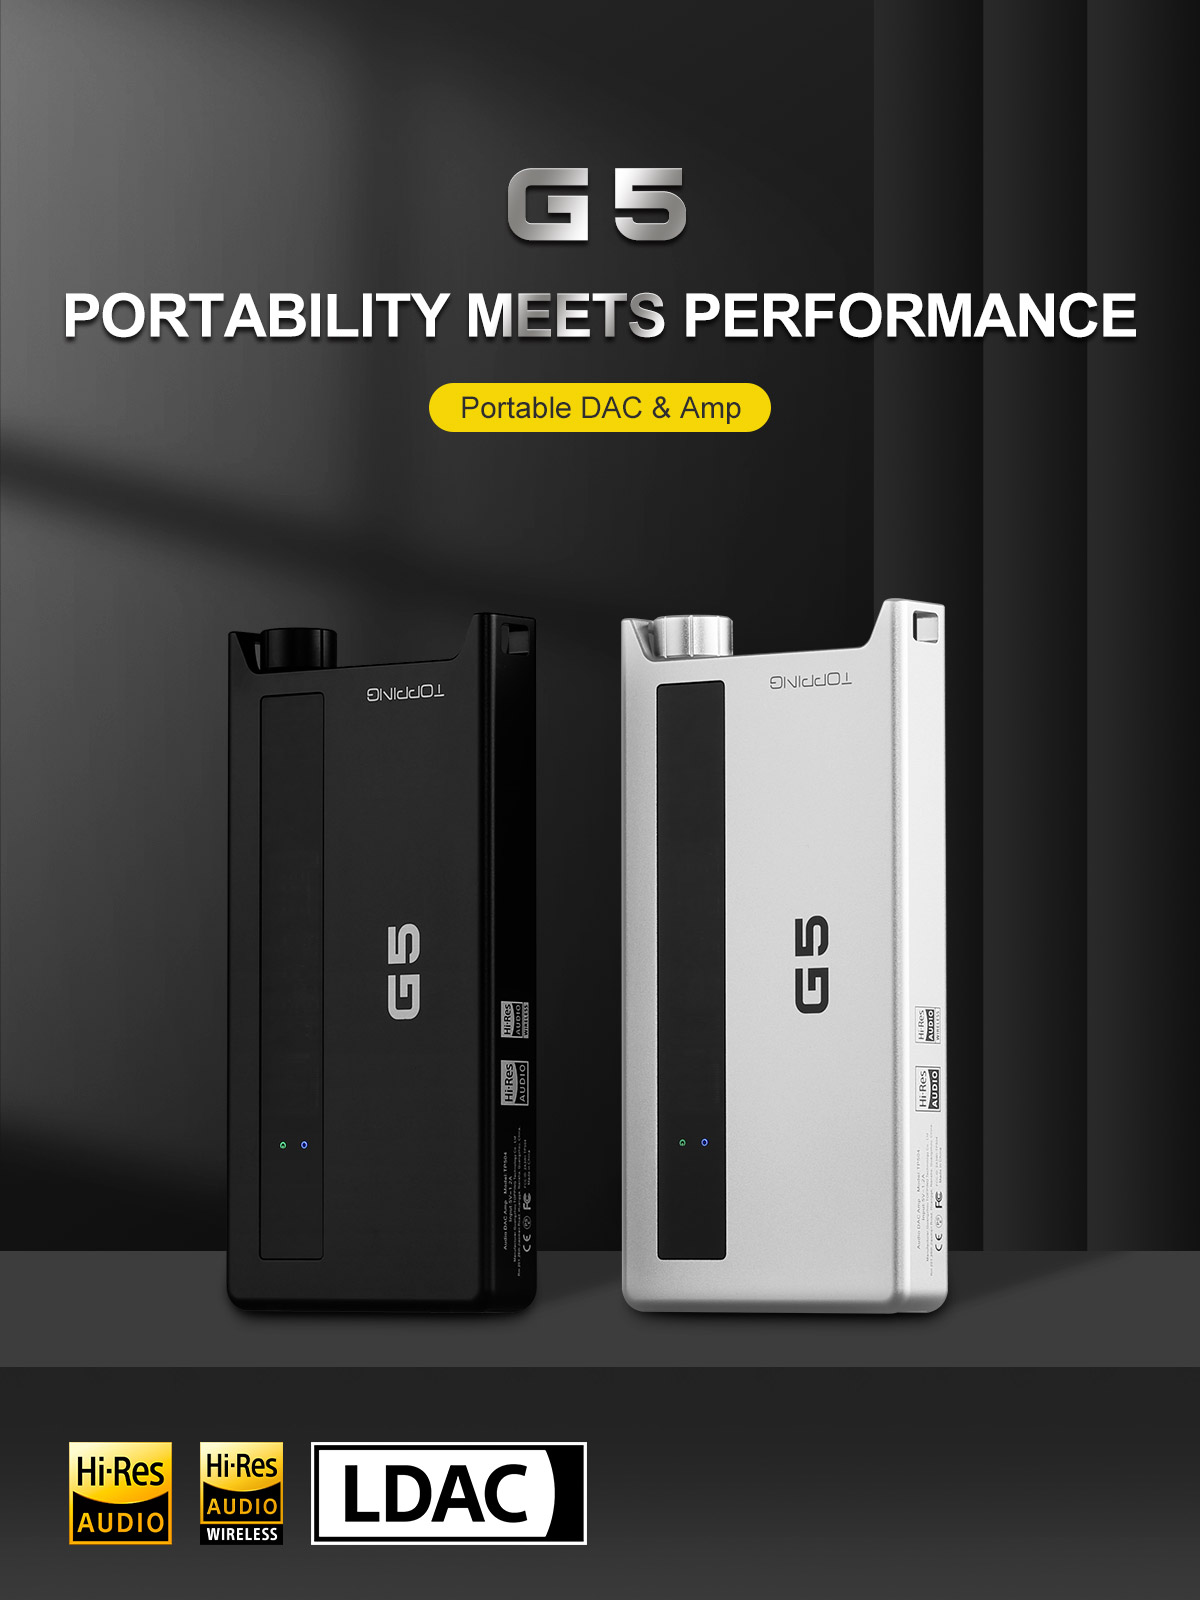 G5
PORTABILITY MEETS PERFORMANCE
Portable DAC & Amp
TOPPING
G5
Hi-Res
AUDIO
WIRELESS
Hi-Res
AUDIO
TOPPING
G5
Hi-Res
AUDIO
WIRELESS
Hi-Res
AUDIO
Hi-Res
AUDIO
Hi-Res
AUDIO
WIRELESS
LDAC